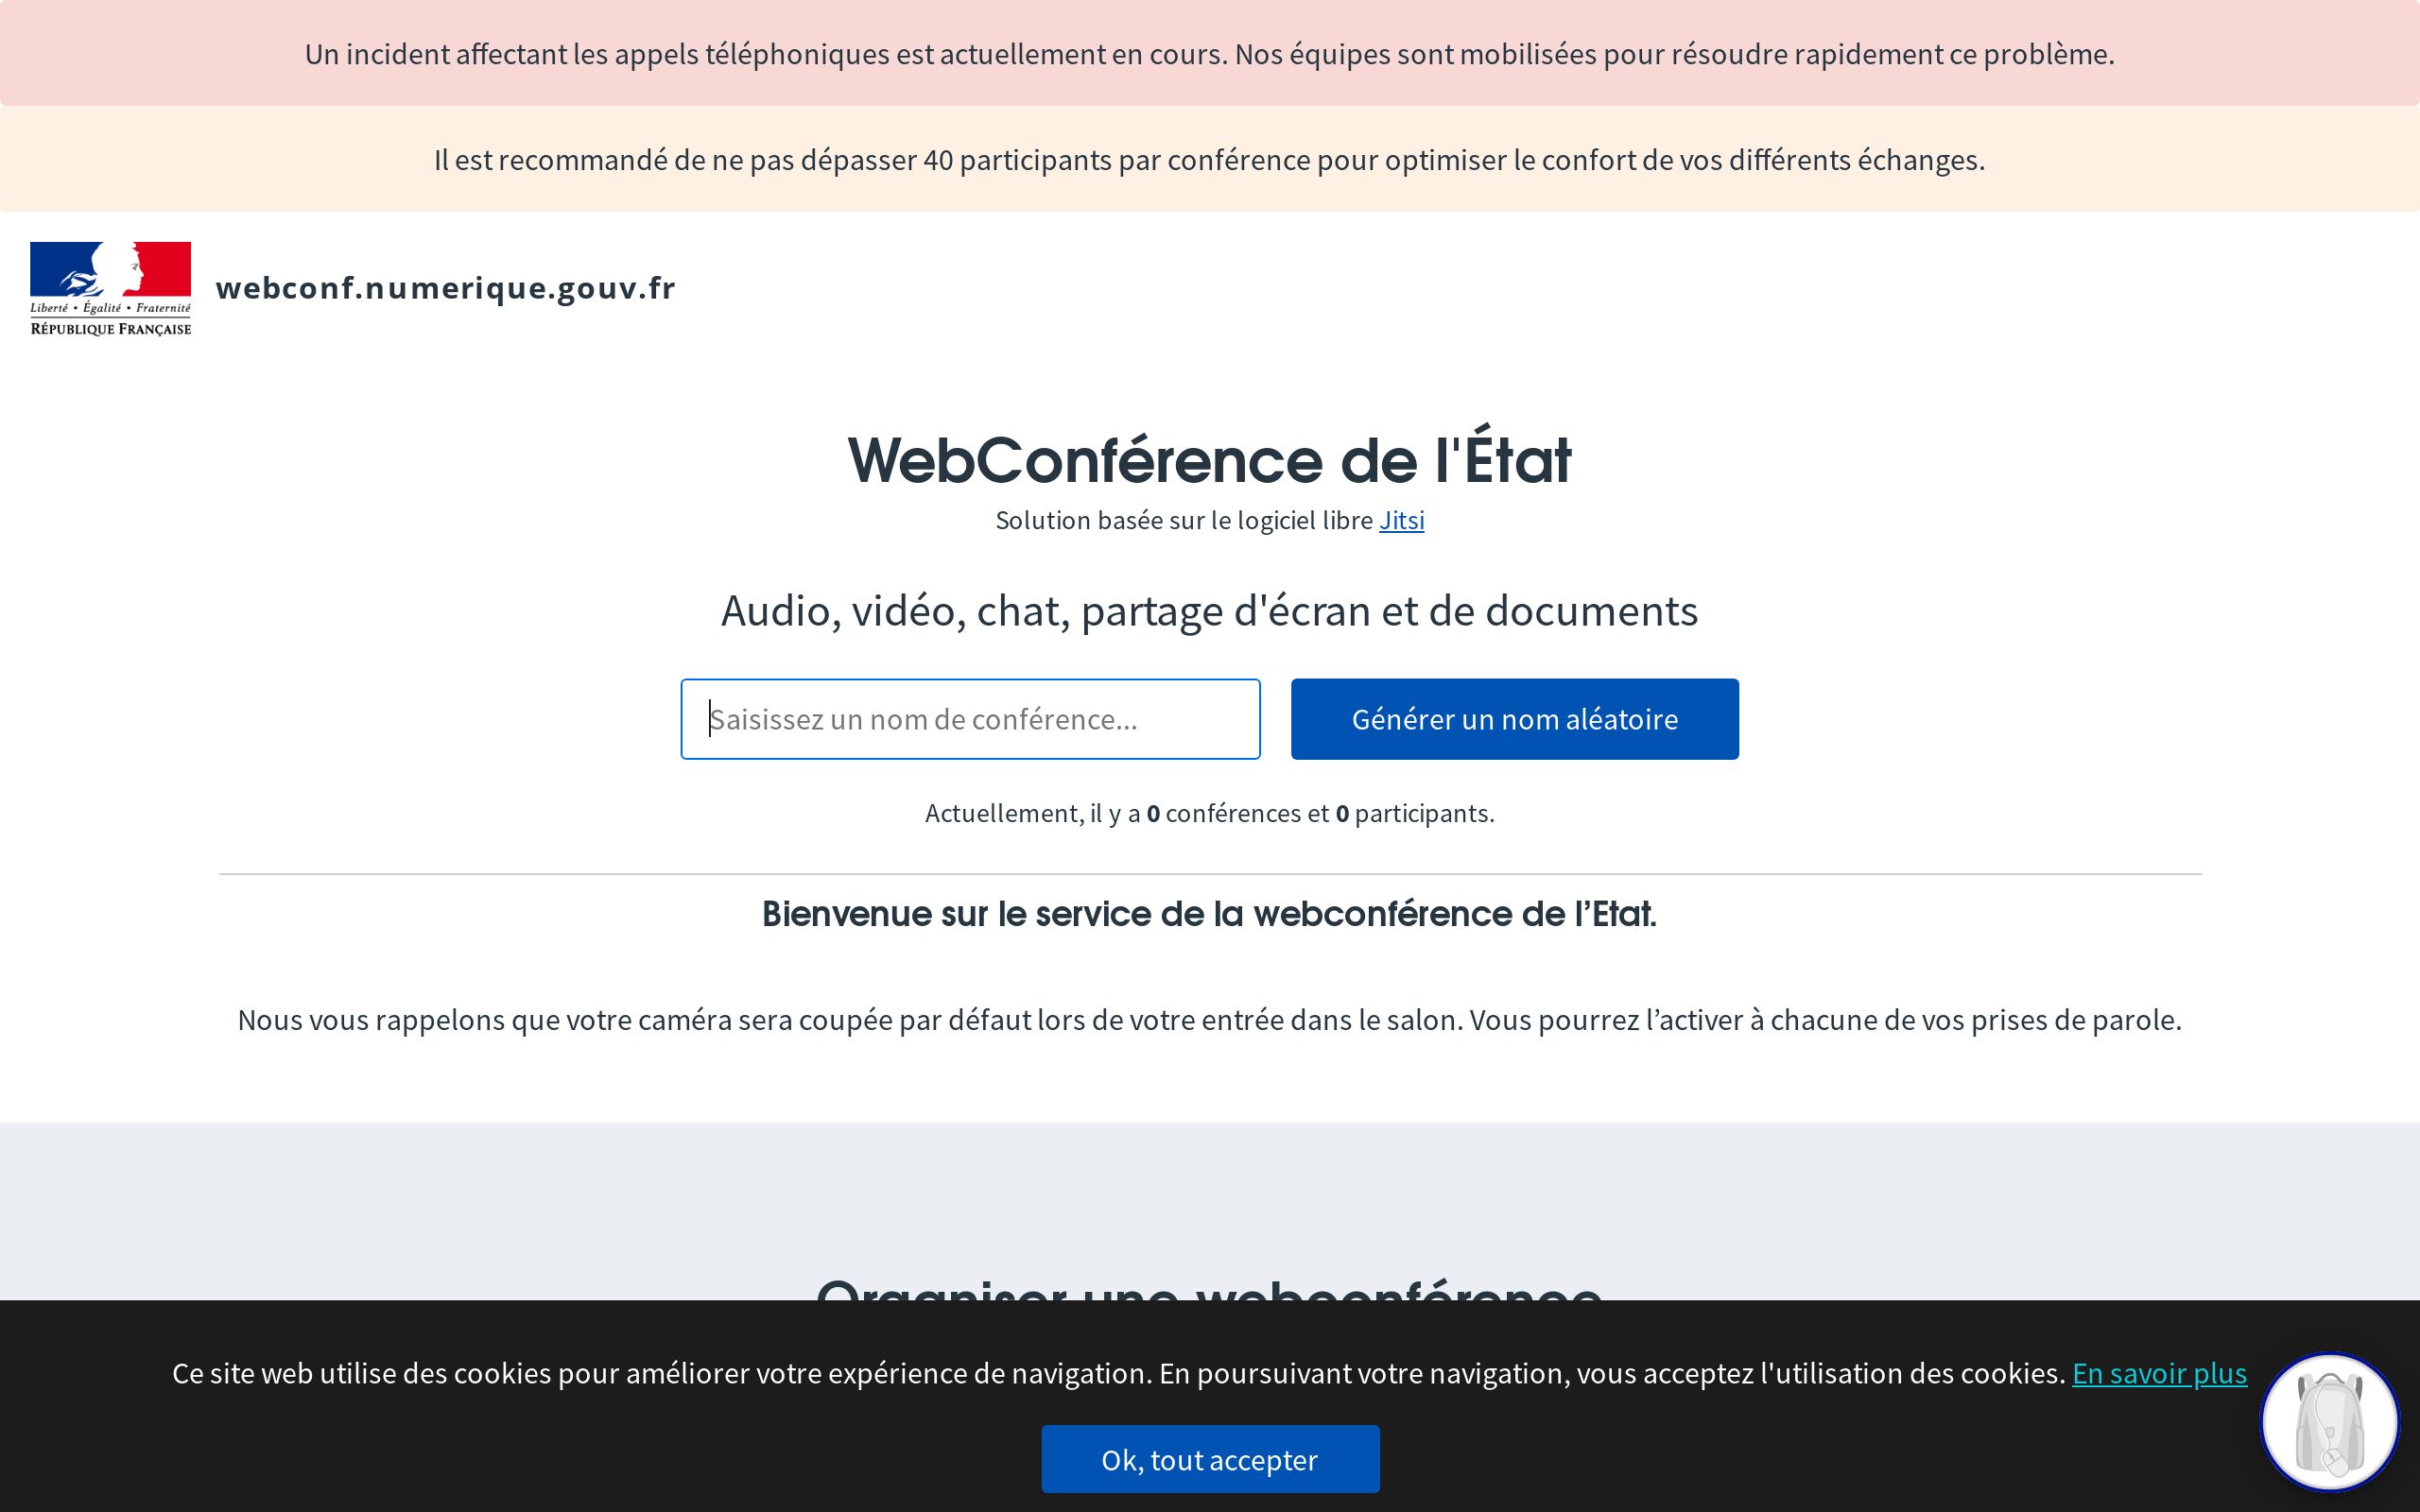 Un incident affectant les appels téléphoniques est actuellement en cours. Nos équipes sont mobilisées pour résoudre rapidement ce problème.
Il est recommandé de ne pas dépasser 40 participants par conférence pour optimiser le confort de vos différents échanges.
Liberté • Égalité • Fraternité
RÉPUBLIQUE FRANÇAISE
webconf.numerique.gouv.fr
WebConférence de l'État
Solution basée sur le logiciel libre Jitsi
Audio, vidéo, chat, partage d'écran et de documents
Saisissez un nom de conférence...
Générer un nom aléatoire
Actuellement, il y a 0 conférences et 0 participants.
Bienvenue sur le service de la webconférence de l’Etat.
Nous vous rappelons que votre caméra sera coupée par défaut lors de votre entrée dans le salon. Vous pourrez l’activer à chacune de vos prises de parole.
Organiser une webconférence
Ce site web utilise des cookies pour améliorer votre expérience de navigation. En poursuivant votre navigation, vous acceptez l'utilisation des cookies. En savoir plus
Ok, tout accepter